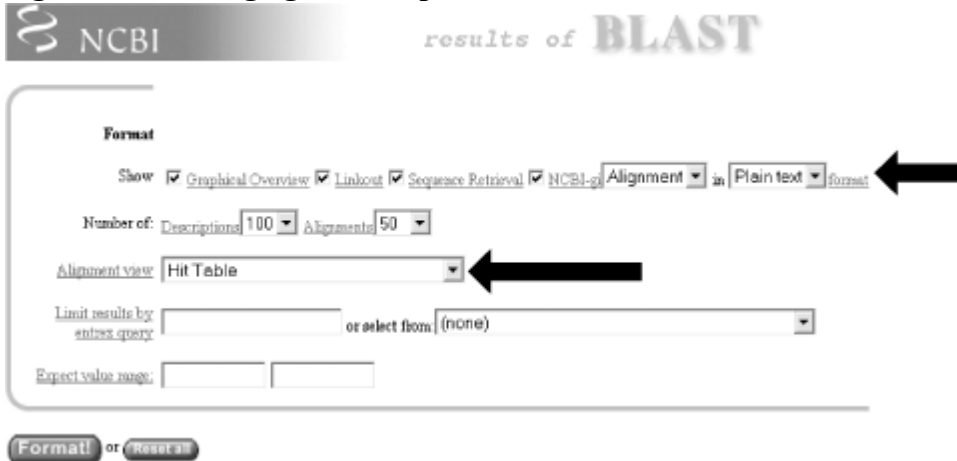 NCBI results of BLAST
Format
Show Graphical Overview Linkout Sequence Retrieval NCBI-gi Alignment in Plain text format
Number of: Descriptions 100 Alignments 50
Alignment view Hit Table
Limit results by
entrez query or select from: (none)
Expect value range:
Format! or Reset all